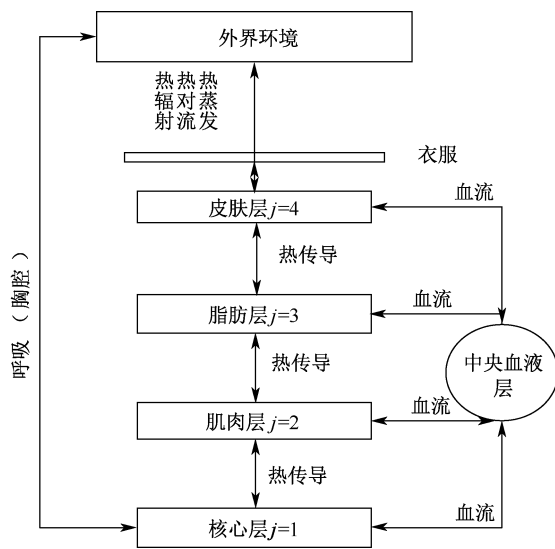 外界环境
热辐射
热对流
热蒸发
衣服
皮肤层j=4
血流
热传导
脂肪层j=3
血流
呼吸（胸腔）
热传导
中央血液
层
肌肉层j=2
血流
热传导
核心层j=1
血流